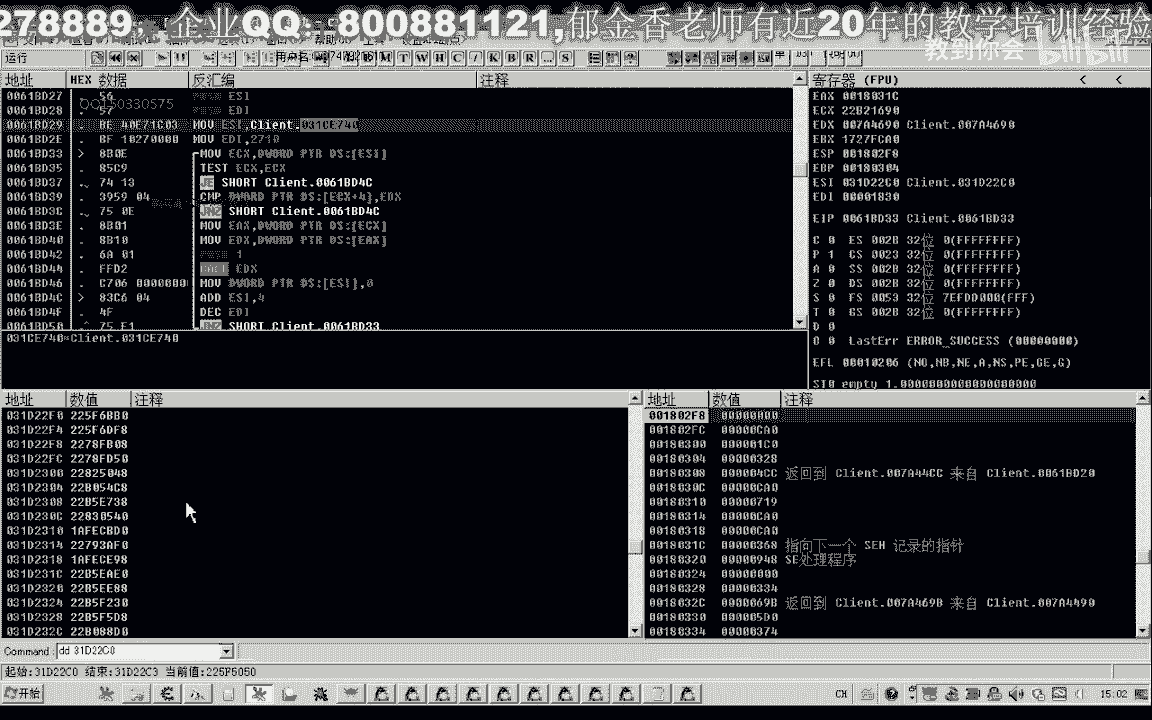 278889。企业QQ：800881121,郁金香老师有近20年的教学培训经验
教到你会 bilibili
运行
地址 HEX 数据 反汇编 注释
QQ150330575
0061BD27 . 56 ESI
0061BD28 . 57 EDI
0061BD29 . BE 40E71C03 MOV ESI,Client.031CE740
0061BD2E . BF 10270000 MOV EDI,2710
0061BD33 > 8B0E MOV ECX,DWORD PTR DS:[ESI]
0061BD35 . 85C9 TEST ECX,ECX
0061BD37 . 74 13 JE SHORT Client.0061BD4C
0061BD39 . 3959 04 CMP DWORD PTR DS:[ECX+4],EBX
0061BD3C . 75 0E JNZ SHORT Client.0061BD4C
0061BD3E . 8B01 MOV EAX,DWORD PTR DS:[ECX]
0061BD40 . 8B10 MOV EDX,DWORD PTR DS:[EAX]
0061BD42 . 6A 01 1
0061BD44 . FFD2 CALL EDX
0061BD46 . C706 0000000 MOV DWORD PTR DS:[ESI],0
0061BD4C > 83C6 04 ADD ESI,4
0061BD4F . 4F DEC EDI
0061BD50 .^ 75 E1 JNZ SHORT Client.0061BD33
031CE740=Client.031CE740
寄存器 (FPU) < <
EAX 0018031C
ECX 22B21690
EDX 007A4690 Client.007A4690
EBX 1727FCA0
ESP 001802F8
EBP 00180304
ESI 031D22C0 Client.031D22C0
EDI 00001830
EIP 0061BD33 Client.0061BD33
C 0 ES 002B 32位 0(FFFFFFFF)
P 1 CS 0023 32位 0(FFFFFFFF)
A 0 SS 002B 32位 0(FFFFFFFF)
Z 0 DS 002B 32位 0(FFFFFFFF)
S 0 FS 0053 32位 7EFDD000(FFF)
T 0 GS 002B 32位 0(FFFFFFFF)
D 0
O 0 LastErr ERROR_SUCCESS (00000000)
EFL 00010206 (NO,NB,NE,A,NS,PE,GE,G)
ST0 empty 1.0000000000000000000
地址 数值 注释
031D22F0 225F6BB0
031D22F4 225F6DF8
031D22F8 2278FB08
031D22FC 2278FD50
031D2300 22825048
031D2304 22B054C8
031D2308 22B5E738
031D230C 22830540
031D2310 1AFECBD0
031D2314 22793AF0
031D2318 1AFECE98
031D231C 22B5EAE0
031D2320 22B5EE88
031D2324 22B5F230
031D2328 22B5F5D8
031D232C 22B088D0
地址 数值 注释
001802F8 00000000
001802FC 00000CA0
00180300 000001C0
00180304 00000328
00180308 000004CC 返回到 Client.007A44CC 来自 Client.0061BD20
0018030C 00000CA0
00180310 00000719
00180314 00000CA0
00180318 00000CA0
0018031C 00000368 指向下一个 SEH 记录的指针
00180320 00000948 SE处理程序
00180324 00000000
00180328 00000334
0018032C 0000069B 返回到 Client.007A469B 来自 Client.007A4490
00180330 000005D0
00180334 00000374
Command: dd 31D22C0
起始:31D22C0 结束:31D22C3 当前值:225F5050
开始 CH 15:02